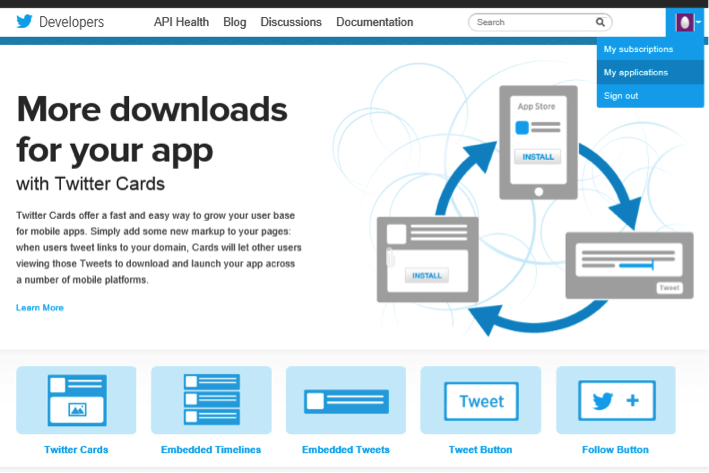 Developers
API Health
Blog
Discussions
Documentation
Search
My subscriptions
My applications
Sign out
More downloads
for your app
with Twitter Cards
Twitter Cards offer a fast and easy way to grow your user base
for mobile apps. Simply add some new markup to your pages:
when users tweet links to your domain, Cards will let other users
viewing those Tweets to download and launch your app across
a number of mobile platforms.
Learn More
App Store
INSTALL
INSTALL
Tweet
Tweet
Twitter Cards
Embedded Timelines
Embedded Tweets
Tweet Button
Follow Button